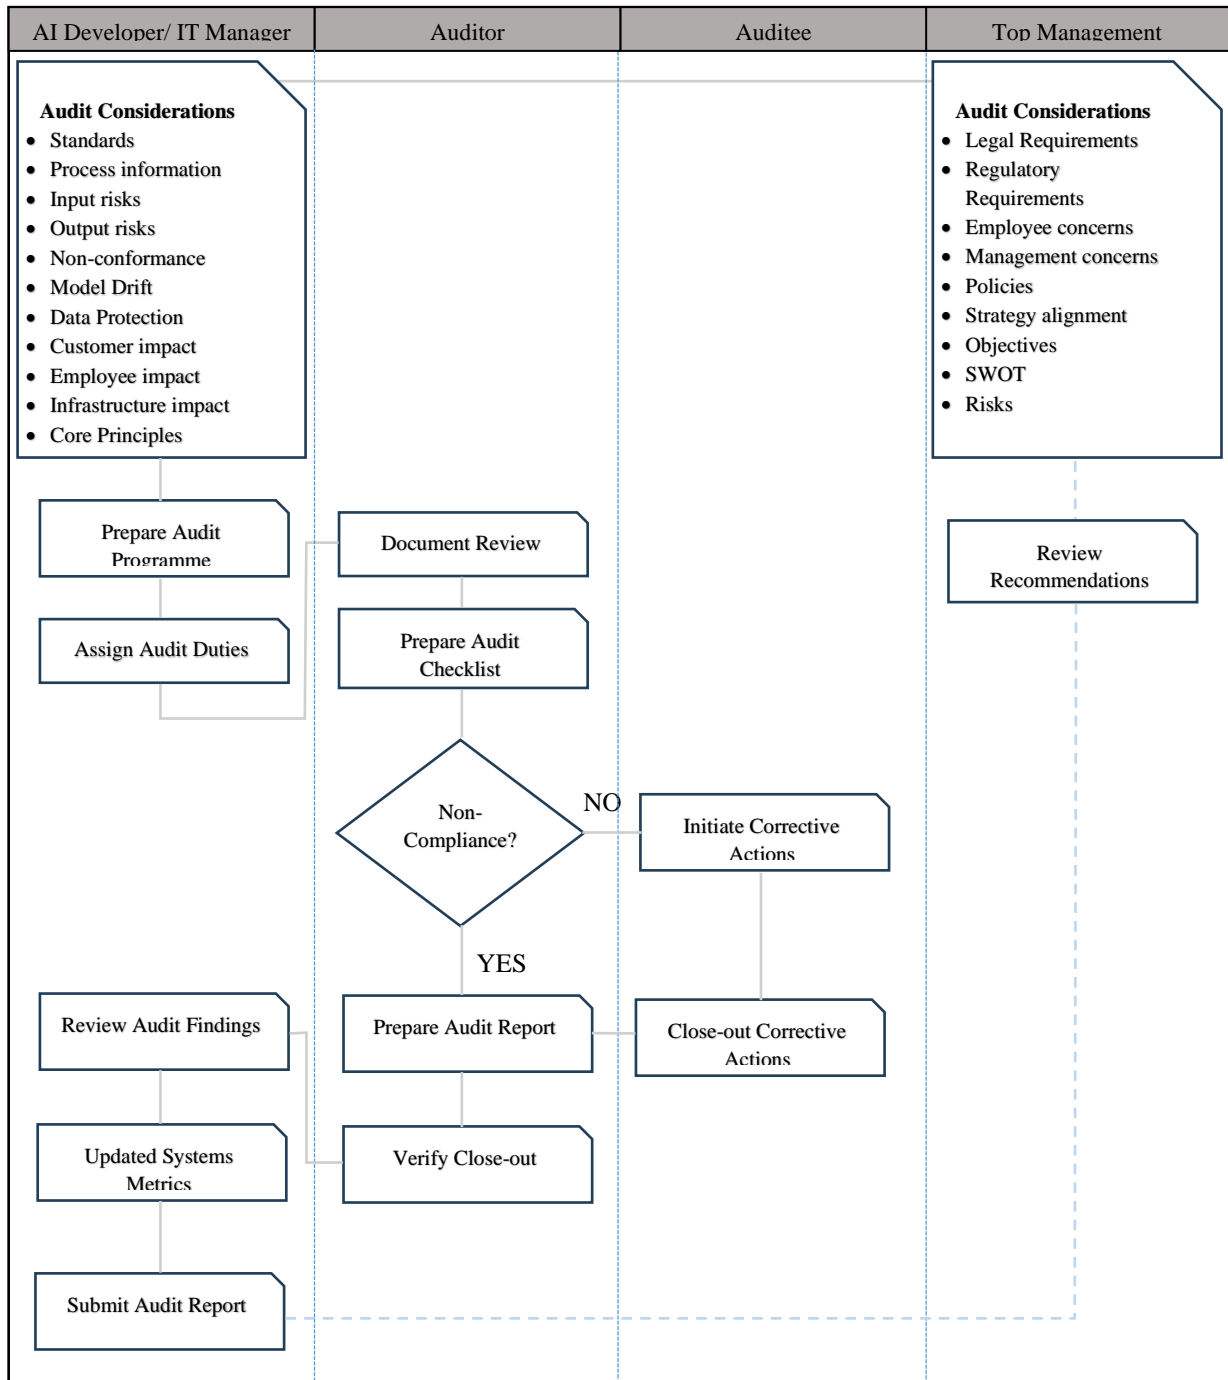 AI Developer/ IT Manager
Auditor
Auditee
Top Management
Audit Considerations
• Standards
• Process information
• Input risks
• Output risks
• Non-conformance
• Model Drift
• Data Protection
• Customer impact
• Employee impact
• Infrastructure impact
• Core Principles
Audit Considerations
• Legal Requirements
• Regulatory
Requirements
• Employee concerns
• Management concerns
• Policies
• Strategy alignment
• Objectives
• SWOT
• Risks
Prepare Audit
Programme
Document Review
Review
Recommendations
Assign Audit Duties
Prepare Audit
Checklist
Non-
Compliance?
NO
Initiate Corrective
Actions
YES
Review Audit Findings
Prepare Audit Report
Close-out Corrective
Actions
Updated Systems
Metrics
Verify Close-out
Submit Audit Report